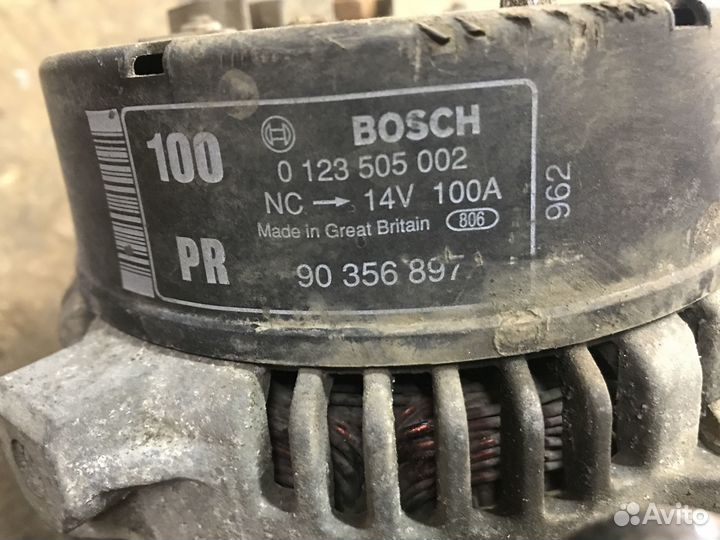 100
BOSCH
0 123 505 002
NC → 14V 100A
Made in Great Britain 806
PR
90 356 897
962
Avito